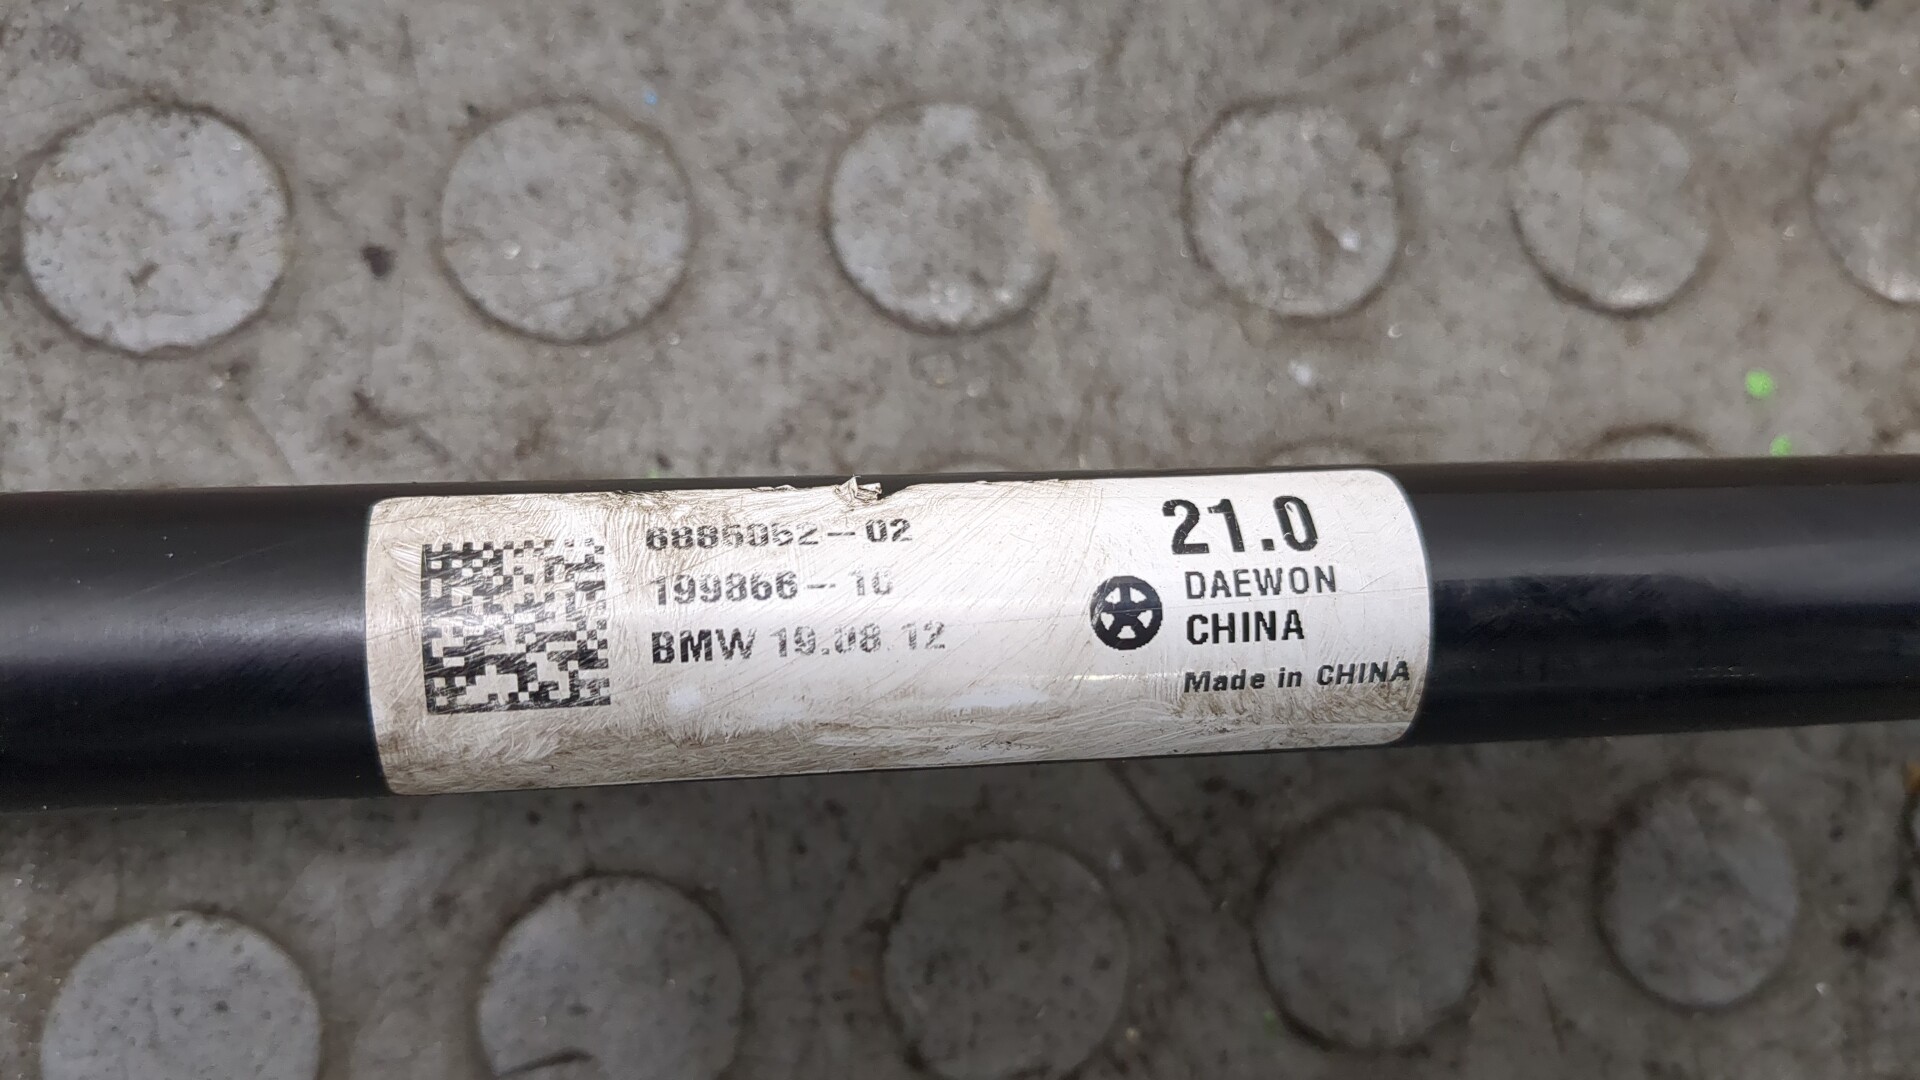 6885052-02
199866-10
BMW 19.08.12
21.0
DAEWON
CHINA
Made in CHINA